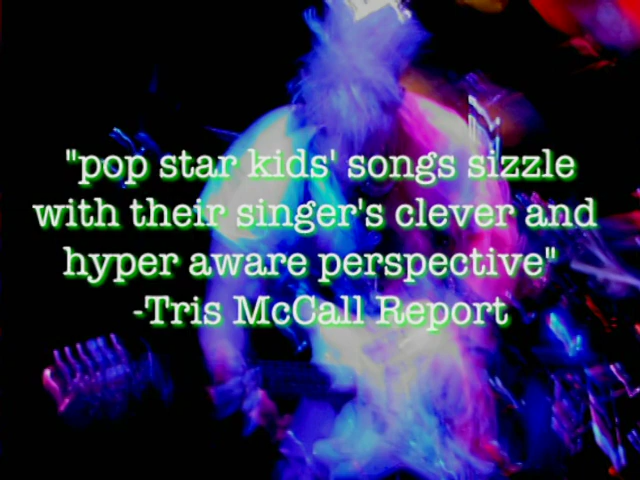 "pop star kids' songs sizzle
with their singer's clever and
hyper aware perspective"
-Tris McCall Report